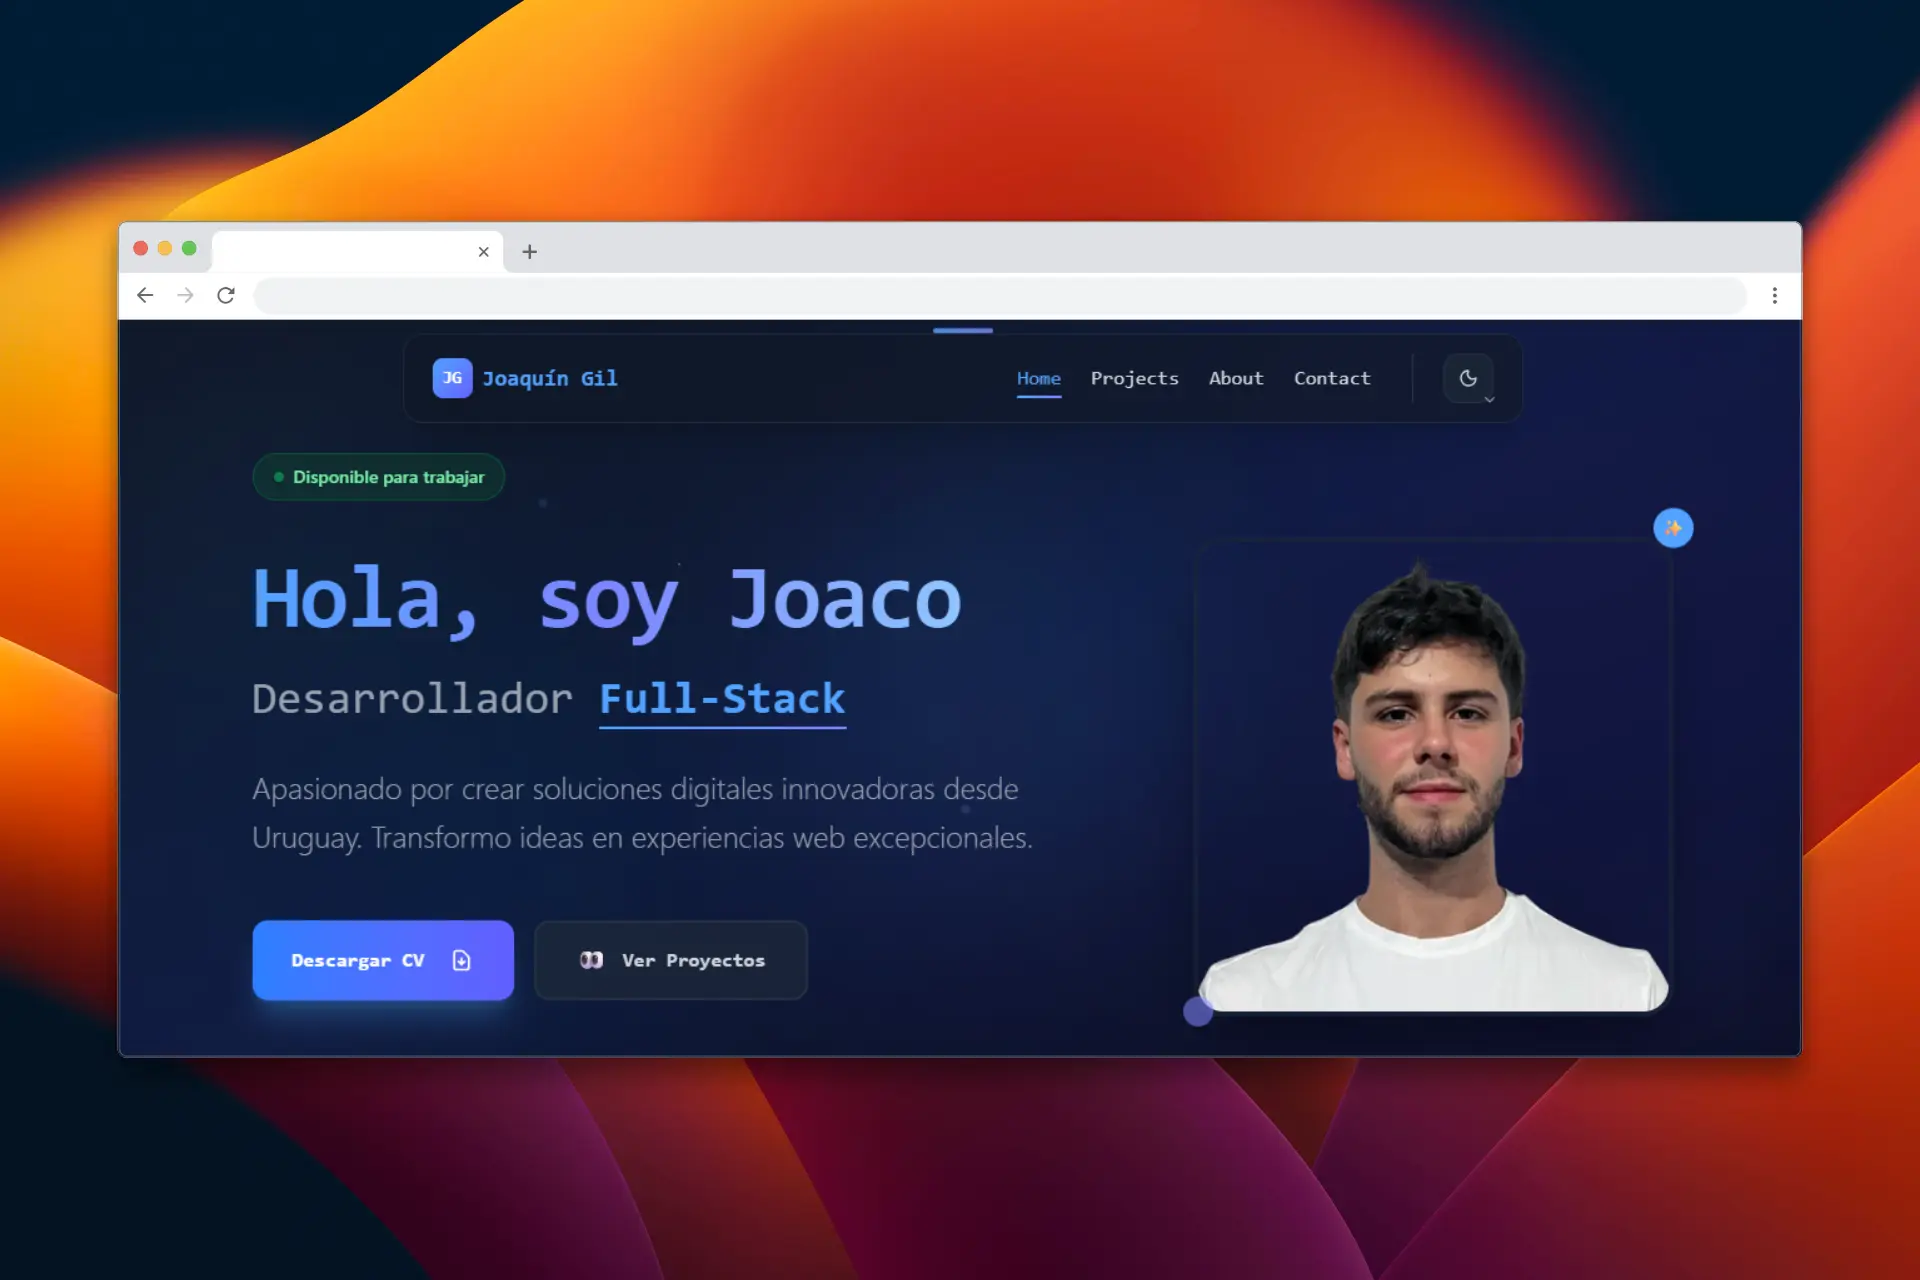 JG Joaquín Gil Home Projects About Contact
Disponible para trabajar
Hola, soy Joaco
Desarrollador Full-Stack
Apasionado por crear soluciones digitales innovadoras desde
Uruguay. Transformo ideas en experiencias web excepcionales.
Descargar CV Ver Proyectos